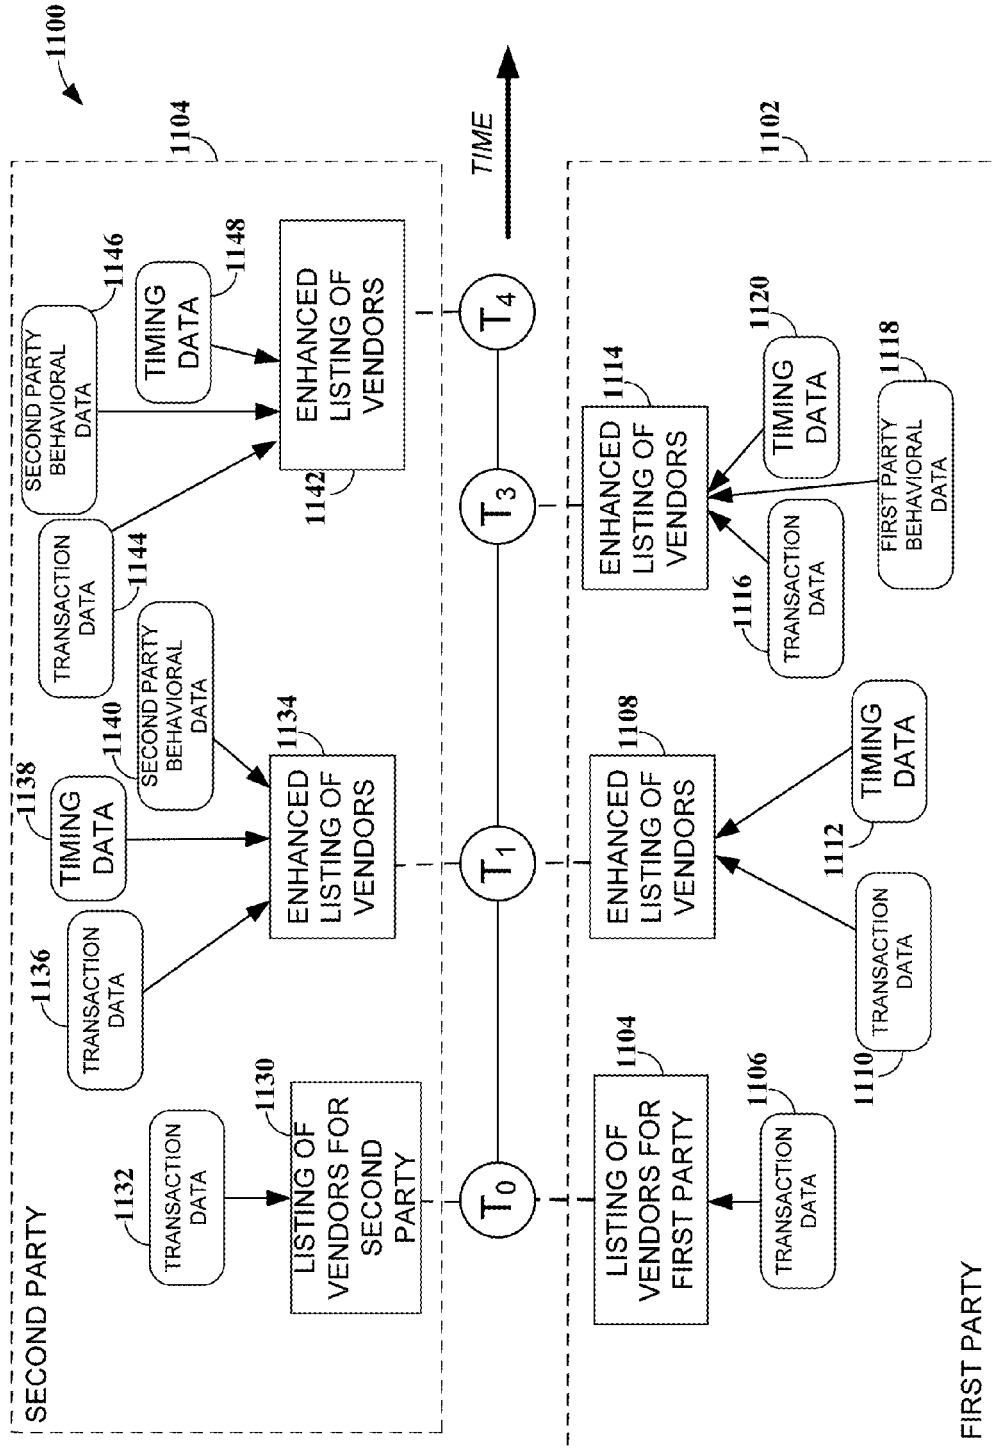 1100
SECOND PARTY
1104
1132
TRANSACTION
DATA
1130
LISTING OF
VENDORS FOR
SECOND
PARTY
1136
TRANSACTION
DATA
1138
TIMING
DATA
1140
SECOND PARTY
BEHAVIORAL
DATA
1134
ENHANCED
LISTING OF
VENDORS
TRANSACTION
DATA
1144
SECOND PARTY
BEHAVIORAL
DATA
1146
TIMING
DATA
1148
ENHANCED
LISTING OF
VENDORS
1142
T0
T1
T3
T4
TIME
1102
LISTING OF
VENDORS FOR
FIRST PARTY
1104
TRANSACTION
DATA
1106
ENHANCED
LISTING OF
VENDORS
1108
TRANSACTION
DATA
1110
TIMING
DATA
1112
ENHANCED
LISTING OF
VENDORS
1114
1116
TRANSACTION
DATA
TIMING
DATA
1120
FIRST PARTY
BEHAVIORAL
DATA
1118
FIRST PARTY